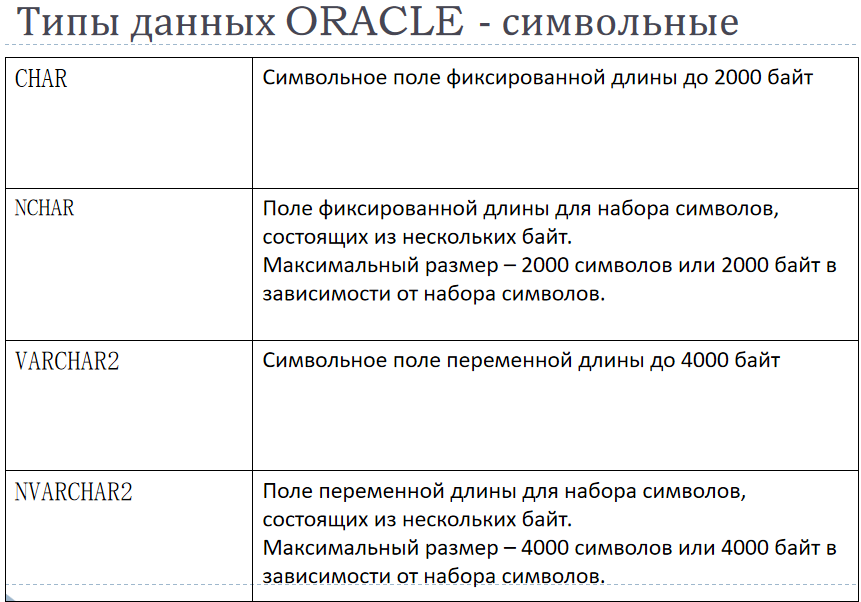 Типы данных ORACLE - символьные
CHAR
Символьное поле фиксированной длины до 2000 байт
NCHAR
Поле фиксированной длины для набора символов,
состоящих из нескольких байт.
Максимальный размер – 2000 символов или 2000 байт в
зависимости от набора символов.
VARCHAR2
Символьное поле переменной длины до 4000 байт
NVARCHAR2
Поле переменной длины для набора символов,
состоящих из нескольких байт.
Максимальный размер – 4000 символов или 4000 байт в
зависимости от набора символов.